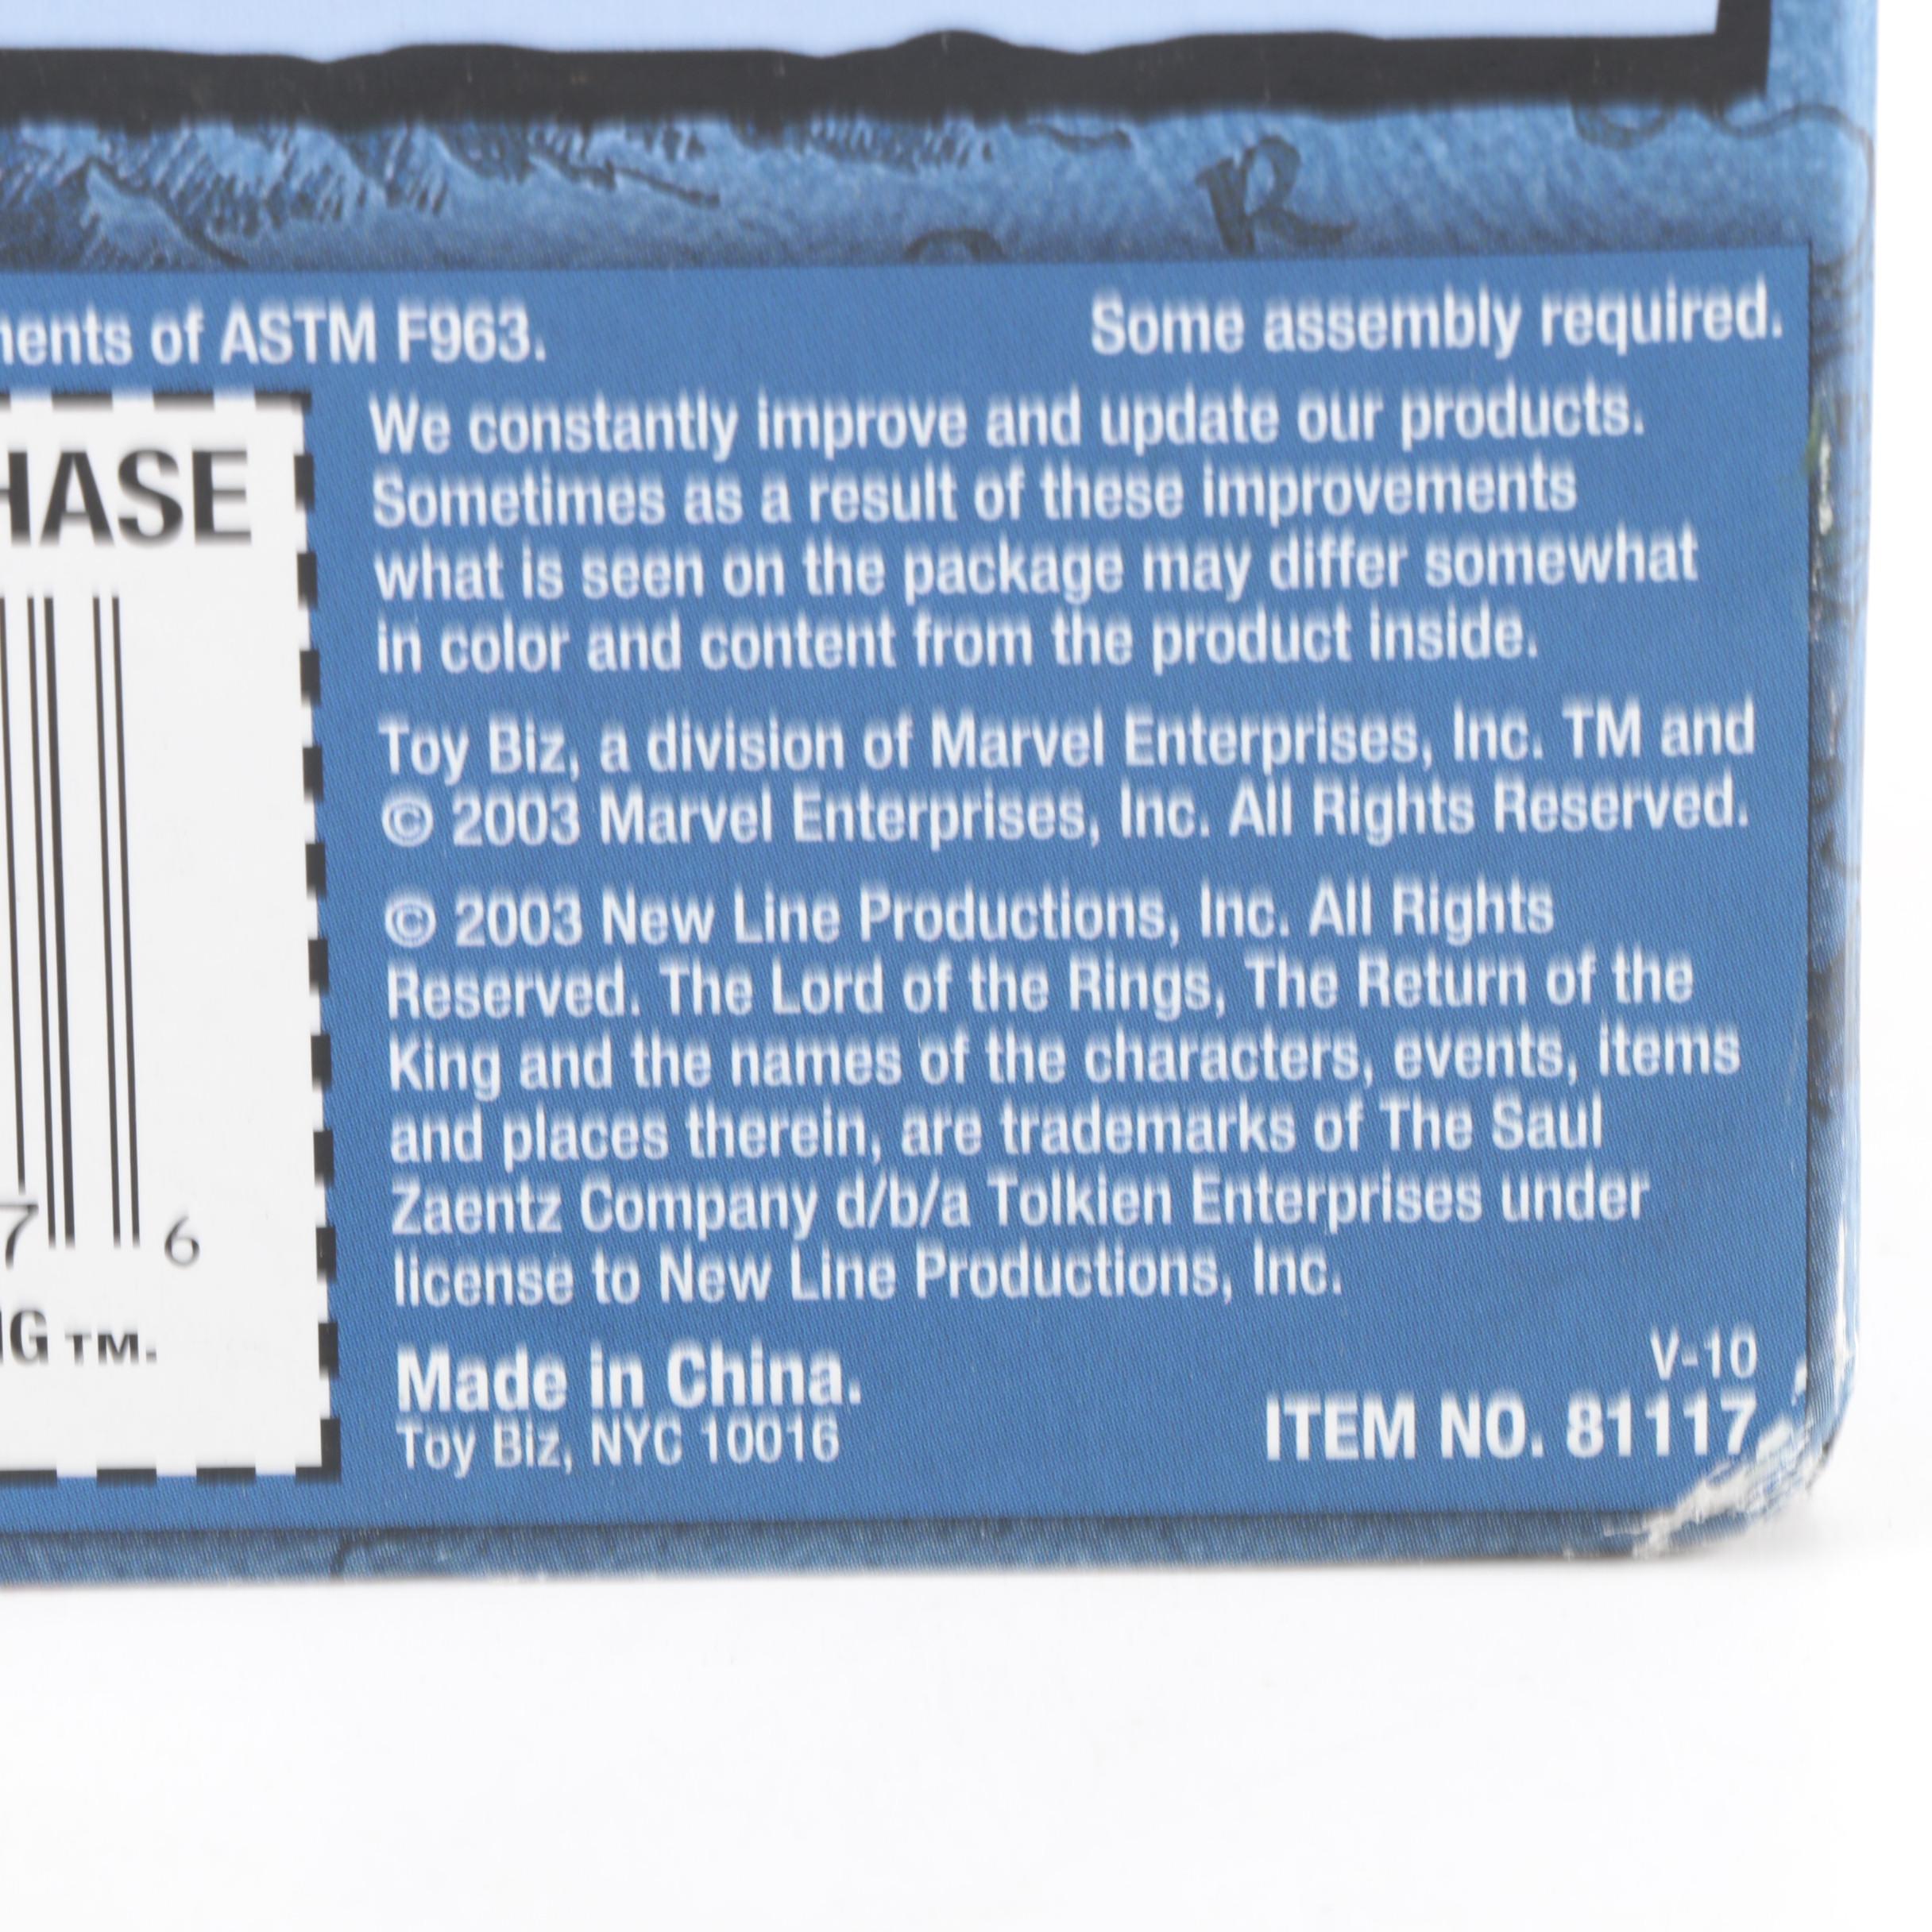 R
of ASTM F963.
Some assembly required.
HASE
We constantly improve and update our products.
Sometimes as a result of these improvements
what is seen on the package may differ somewhat
in color and content from the product inside.
Toy Biz, a division of Marvel Enterprises, Inc. TM and
© 2003 Marvel Enterprises, Inc. All Rights Reserved.
© 2003 New Line Productions, Inc. All Rights
Reserved. The Lord of the Rings, The Return of the
King and the names of the characters, events, items
and places therein, are trademarks of The Saul
Zaentz Company d/b/a Tolkien Enterprises under
license to New Line Productions, Inc.
7 6
G TM.
Made in China.
Toy Biz, NYC 10016
V-10
ITEM NO. 81117